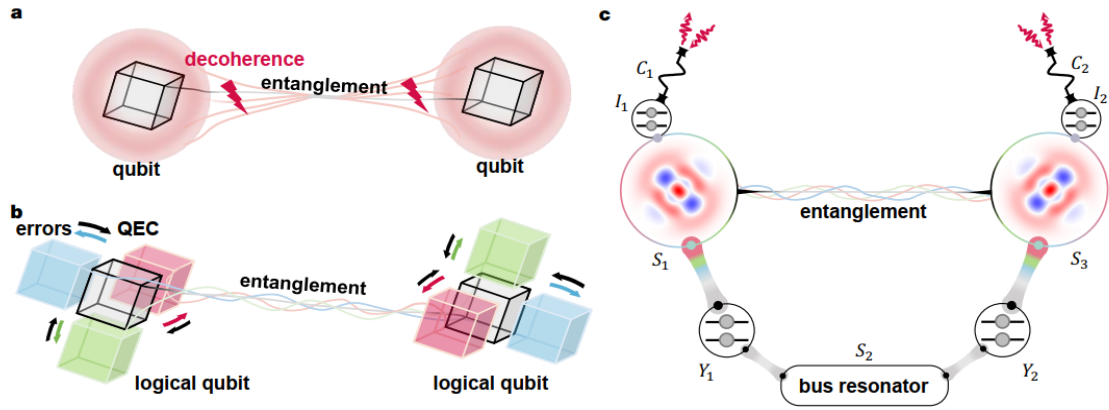 a
decoherence
entanglement
qubit
qubit
b
errors
QEC
entanglement
logical qubit
logical qubit
c
C₁
C₂
I₁
I₂
entanglement
S₁
S₃
S₂
Y₁
Y₂
bus resonator